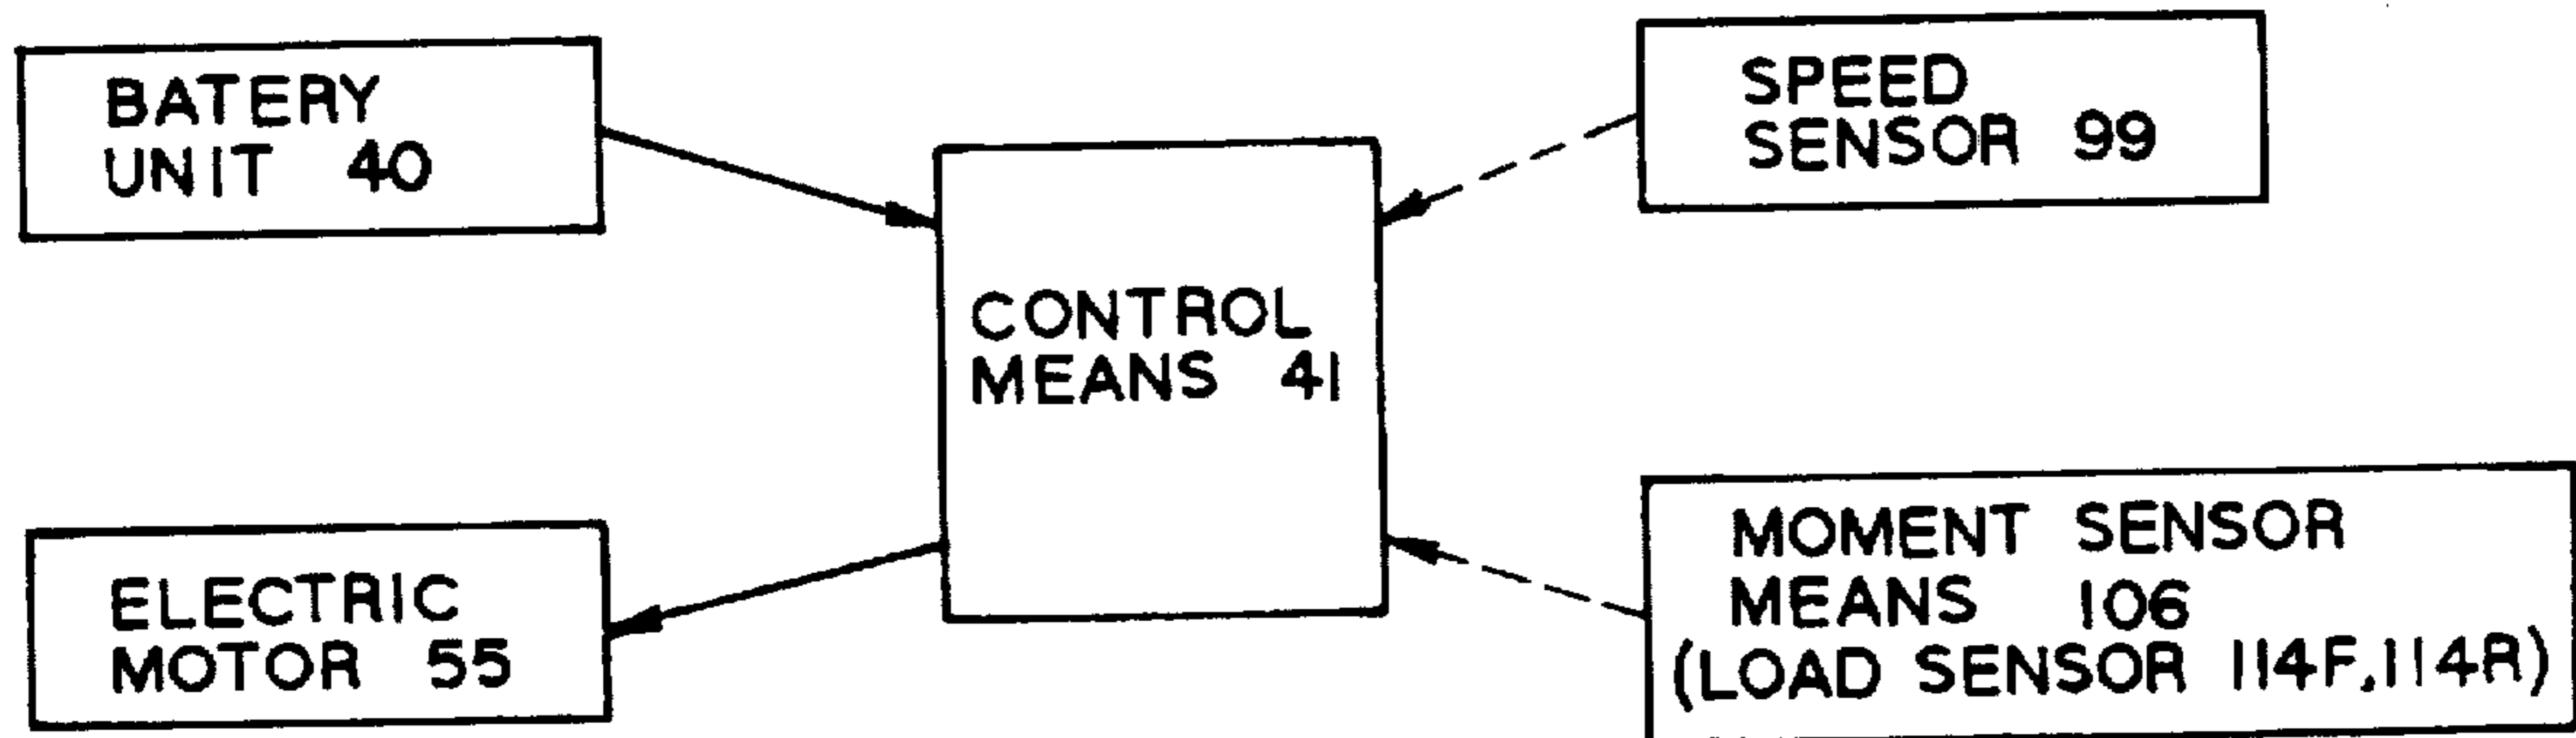 BATERY
UNIT 40
SPEED
SENSOR 99
CONTROL
MEANS 41
ELECTRIC
MOTOR 55
MOMENT SENSOR
MEANS 106
(LOAD SENSOR 114F,114R)